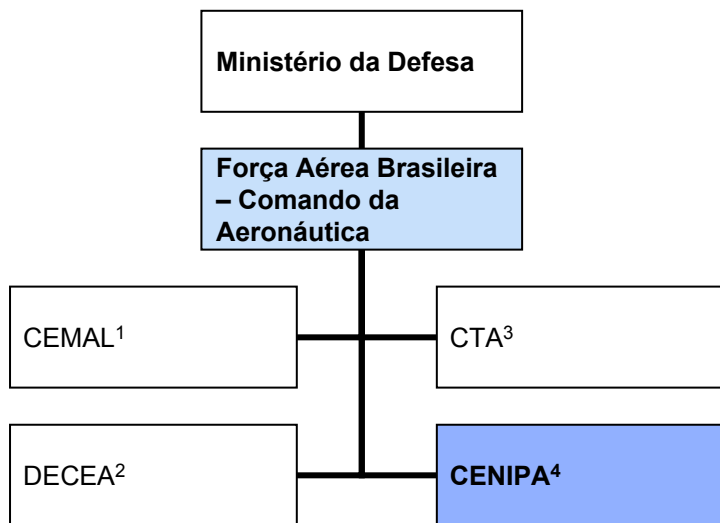 Ministério da Defesa
Força Aérea Brasileira
– Comando da
Aeronáutica
CEMAL¹
CTA³
DECEA²
CENIPA⁴